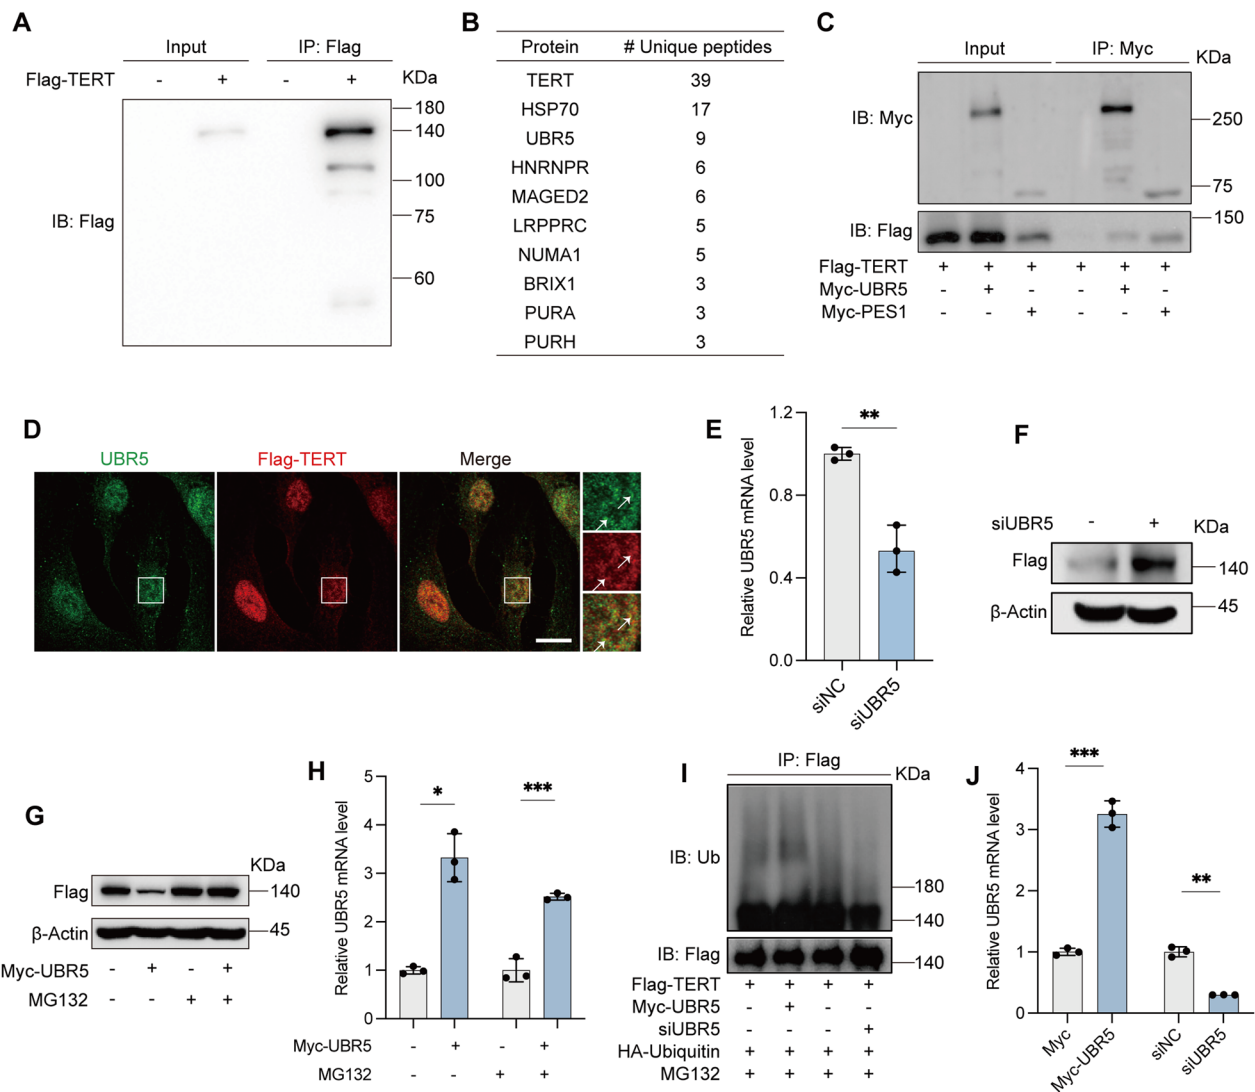 A
Input IP: Flag
Flag-TERT - + - + KDa
180
140
100
75
60
IB: Flag
B
Protein # Unique peptides
TERT 39
HSP70 17
UBR5 9
HNRNPR 6
MAGED2 6
LRPPRC 5
NUMA1 5
BRIX1 3
PURA 3
PURH 3
C
Input IP: Myc
KDa
IB: Myc
250
75
150
IB: Flag
Flag-TERT + + + + + +
Myc-UBR5 - + - - + -
Myc-PES1 - - + - - +
D
UBR5 Flag-TERT Merge
E
Relative UBR5 mRNA level
1.2
0.8
0.4
0.0
**
siNC siUBR5
F
siUBR5 - + KDa
Flag 140
β-Actin 45
G
KDa
Flag 140
β-Actin 45
Myc-UBR5 - + - +
MG132 - - + +
H
Relative UBR5 mRNA level
5
4
3
2
1
0
* ***
Myc-UBR5 - + - +
MG132 - - + +
I
IP: Flag
KDa
IB: Ub
180
140
IB: Flag 140
Flag-TERT + + + +
Myc-UBR5 - + - -
siUBR5 - - - +
HA-Ubiquitin + + + +
MG132 + + + +
J
Relative UBR5 mRNA level
4
3
2
1
0
*** **
Myc Myc-UBR5 siNC siUBR5